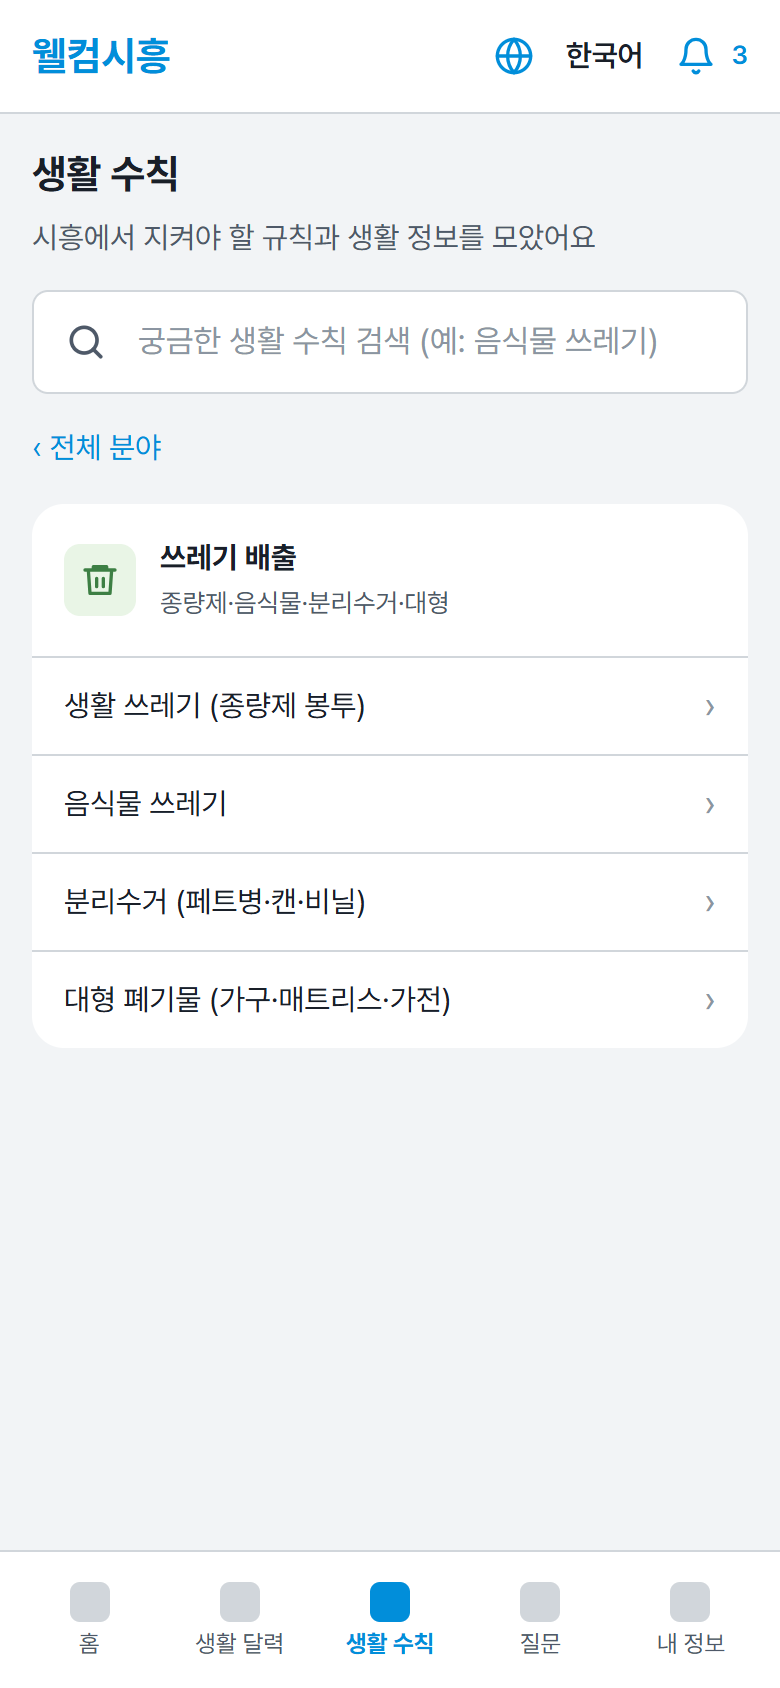 웰컴시흥
한국어 3
생활 수칙
시흥에서 지켜야 할 규칙과 생활 정보를 모았어요
궁금한 생활 수칙 검색 (예: 음식물 쓰레기)
‹ 전체 분야
쓰레기 배출
종량제·음식물·분리수거·대형
생활 쓰레기 (종량제 봉투) ›
음식물 쓰레기 ›
분리수거 (페트병·캔·비닐) ›
대형 폐기물 (가구·매트리스·가전) ›
홈 생활 달력 생활 수칙 질문 내 정보